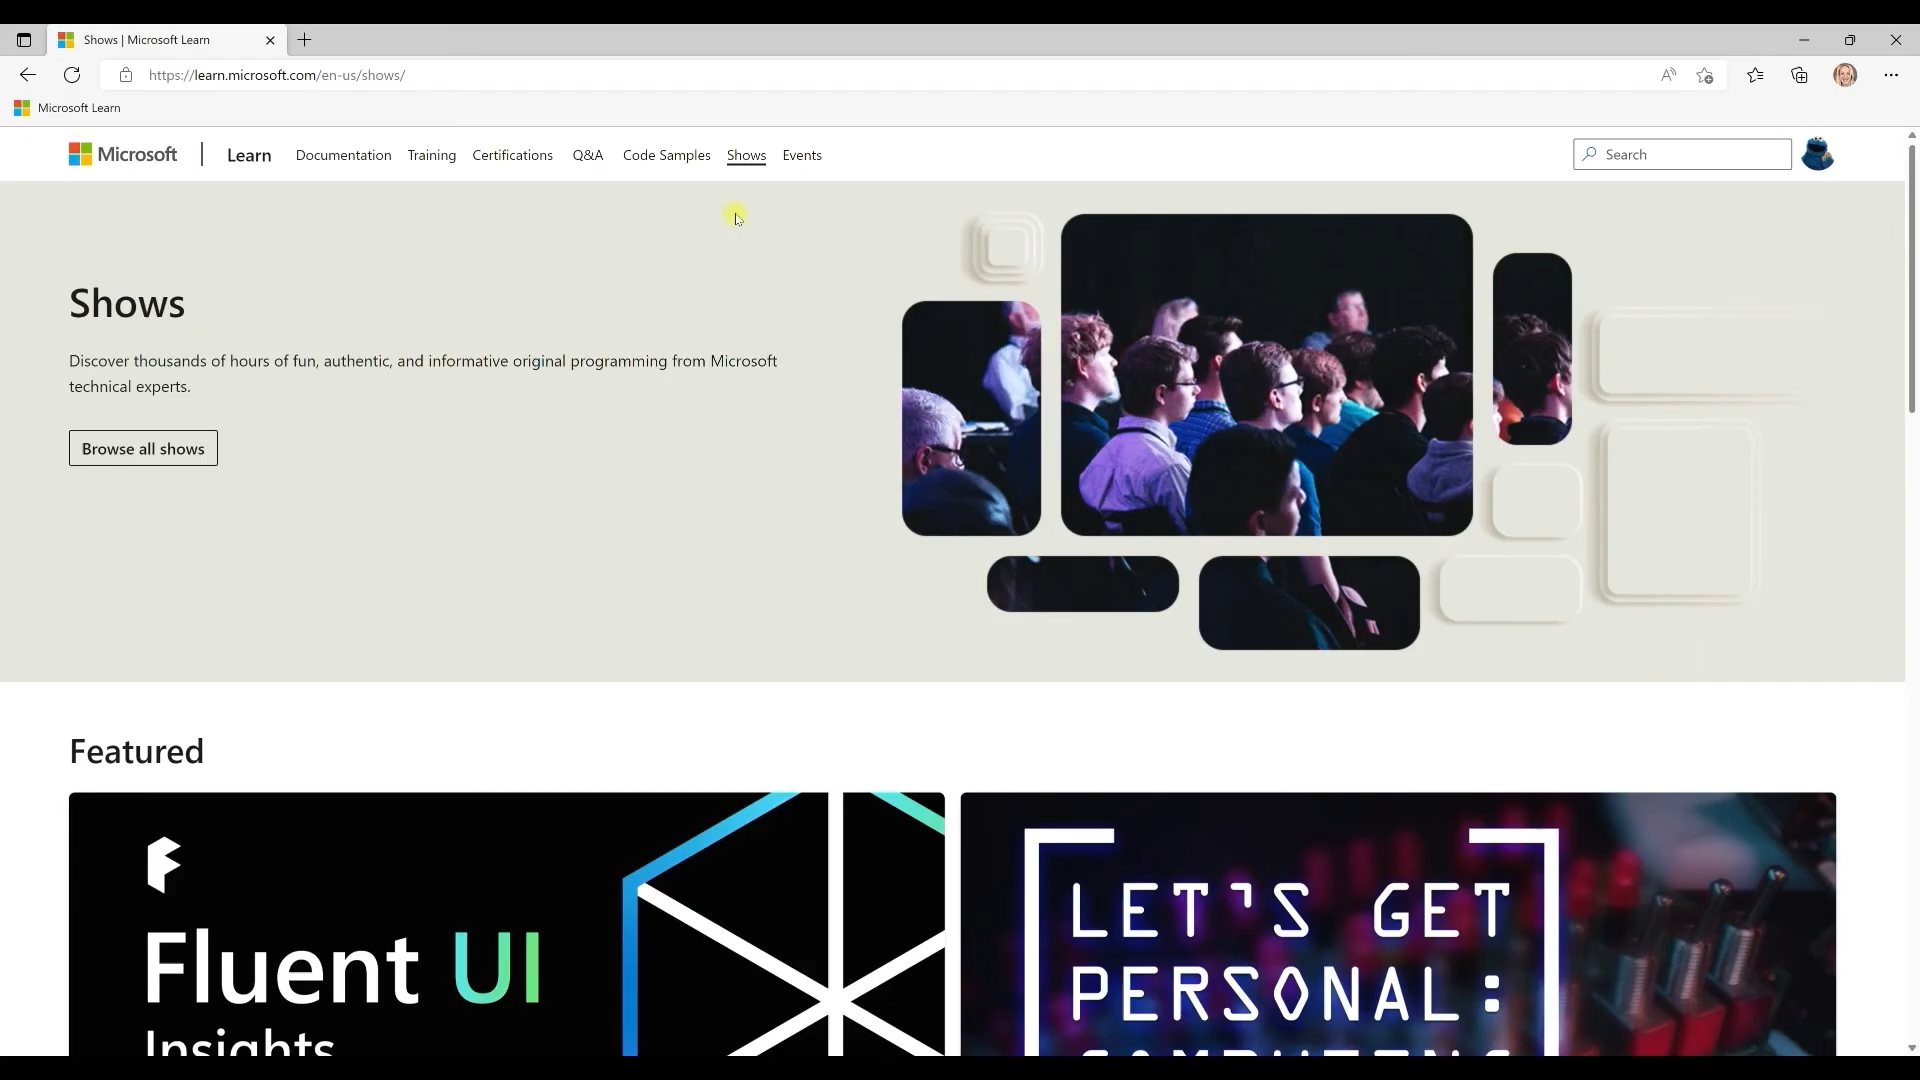 Shows | Microsoft Learn
https://learn.microsoft.com/en-us/shows/
Microsoft Learn
Microsoft | Learn Documentation Training Certifications Q&A Code Samples Shows Events Search
Shows
Discover thousands of hours of fun, authentic, and informative original programming from Microsoft
technical experts.
Browse all shows
Featured
Fluent UI
Insights
LET'S GET
PERSONAL:
COMPUTING